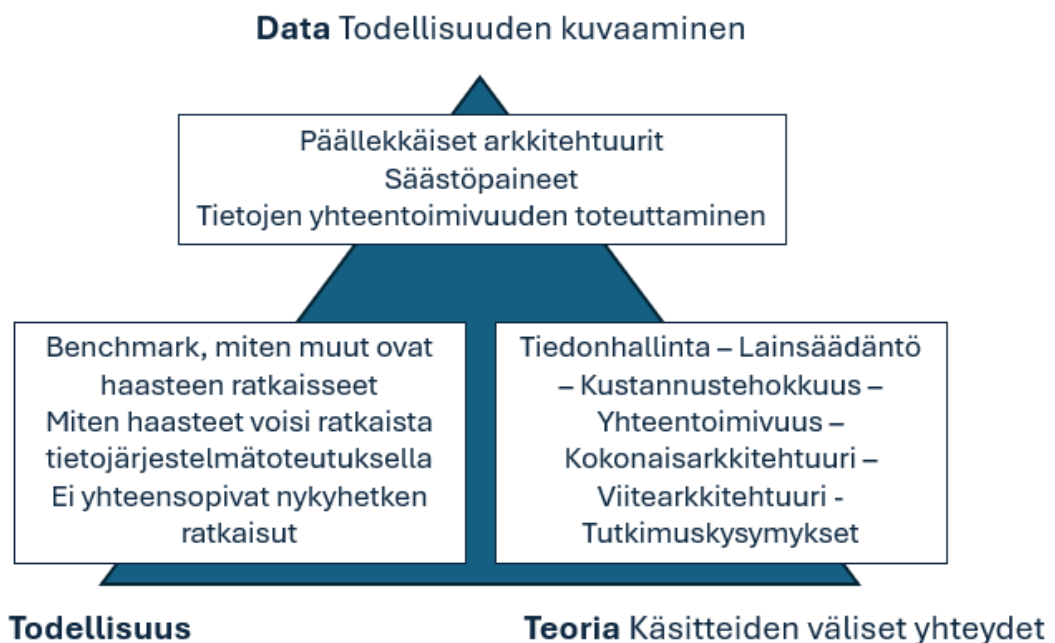 Data Todellisuuden kuvaaminen
Päällekkäiset arkkitehtuurit
Säästöpaineet
Tietojen yhteentoimivuuden toteuttaminen
Benchmark, miten muut ovat
haasteen ratkaisseet
Miten haasteet voisi ratkaista
tietojärjestelmätoteutuksella
Ei yhteensopivat nykyhetken
ratkaisut
Tiedonhallinta – Lainsäädäntö
– Kustannustehokkuus –
Yhteentoimivuus –
Kokonaisarkkitehtuuri –
Viitearkkitehtuuri -
Tutkimuskysymykset
Todellisuus
Teoria Käsitteiden väliset yhteydet